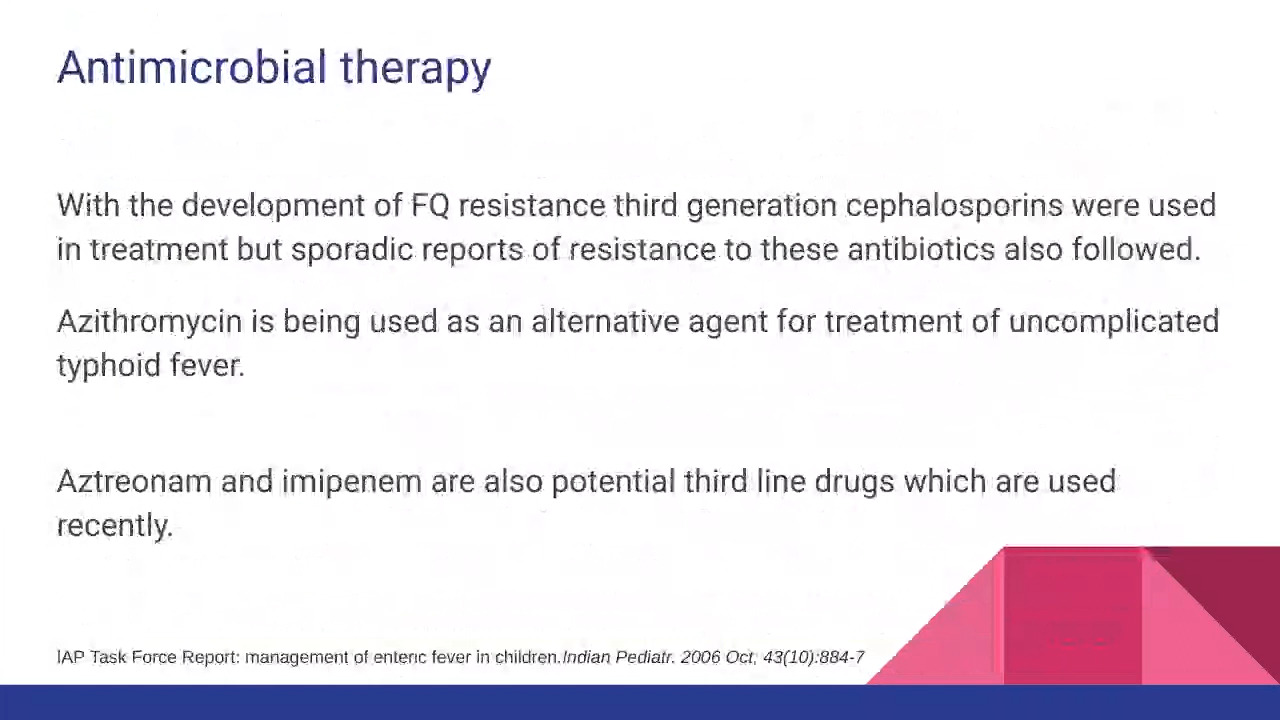 Antimicrobial therapy
With the development of FQ resistance third generation cephalosporins were used
in treatment but sporadic reports of resistance to these antibiotics also followed.
Azithromycin is being used as an alternative agent for treatment of uncomplicated
typhoid fever.
Aztreonam and imipenem are also potential third line drugs which are used
recently.
IAP Task Force Report: management of enteric fever in children.Indian Pediatr. 2006 Oct; 43(10):884-7